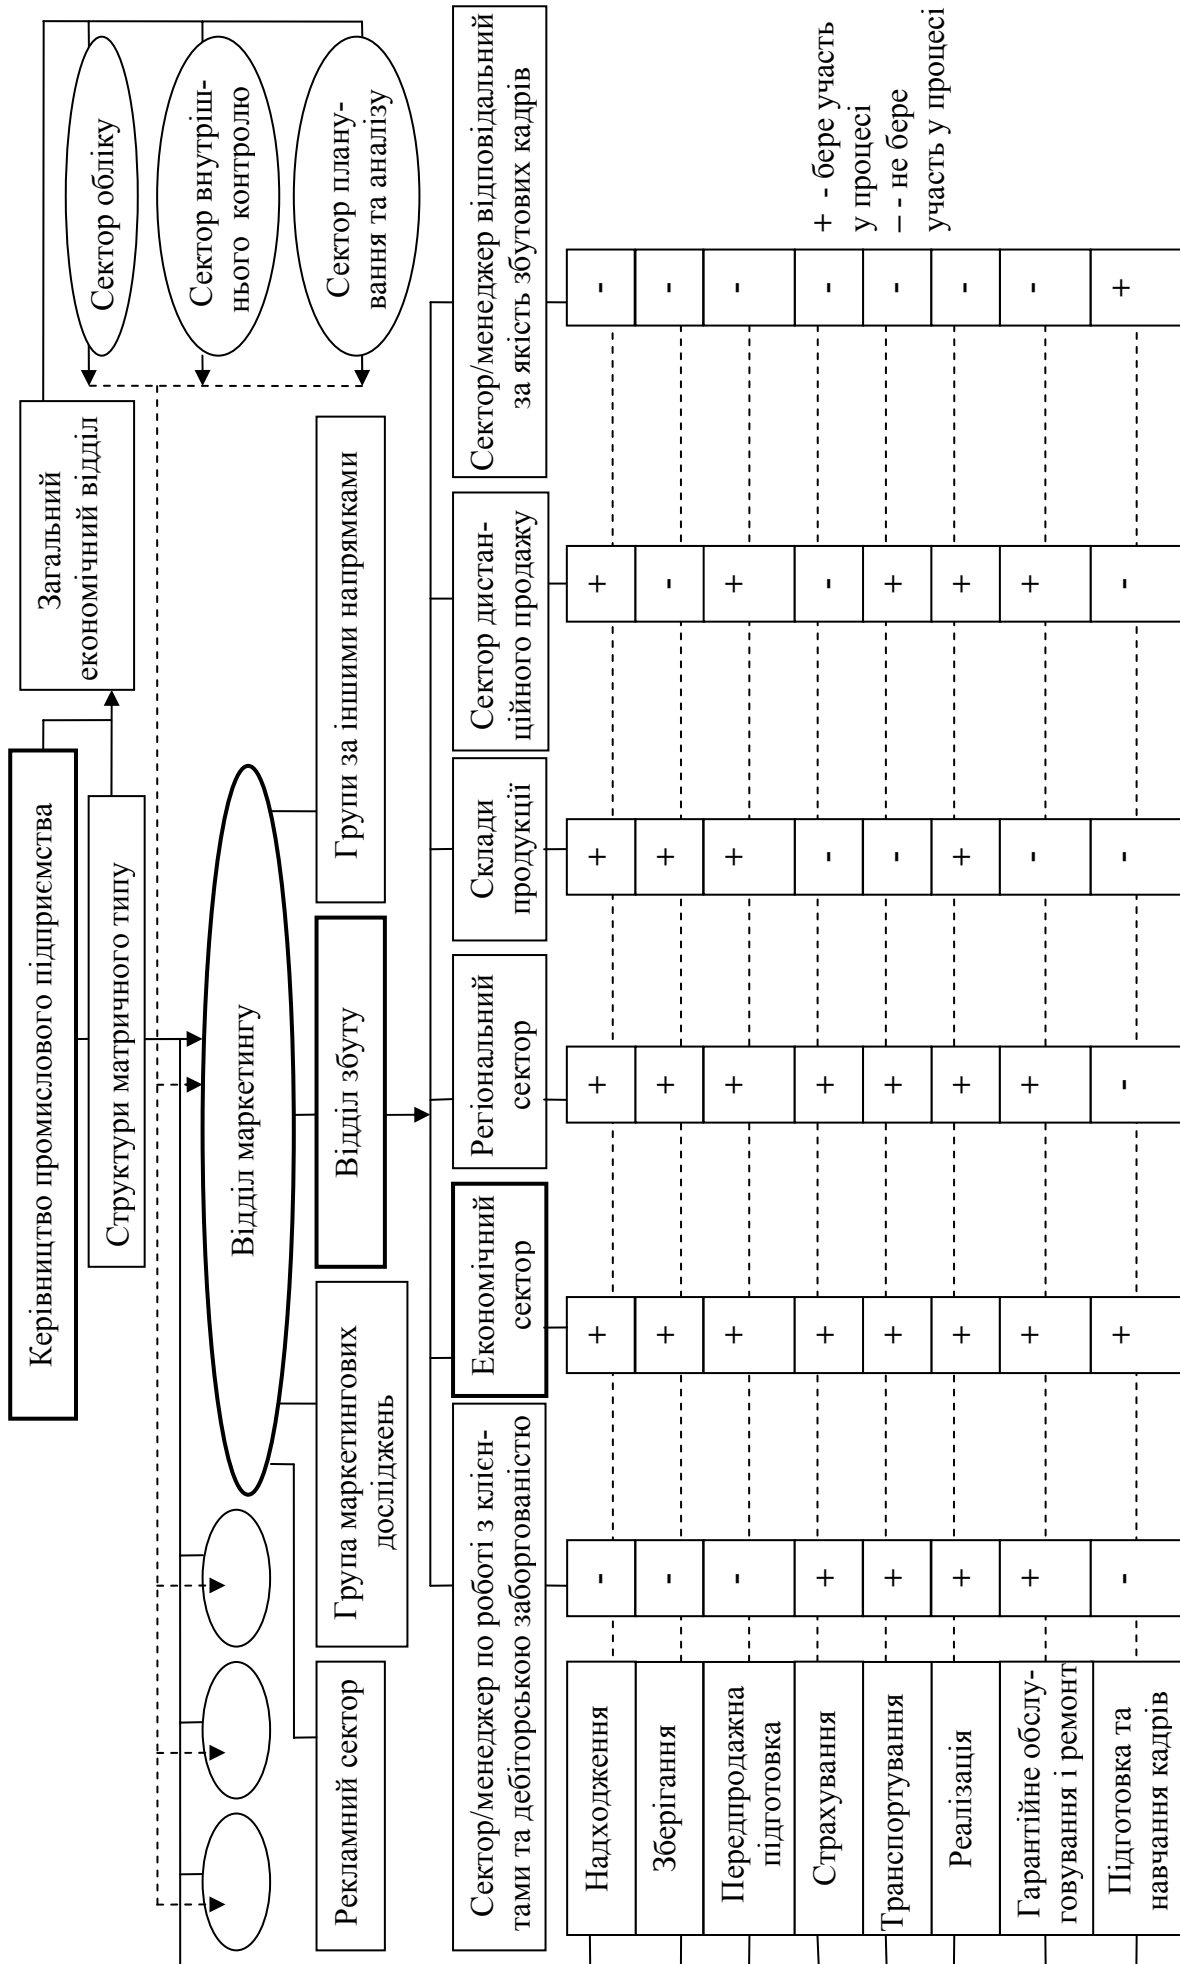 Керівництво промислового підприємства
Структури матричного типу
Загальний
економічний відділ
Сектор обліку
Сектор внутріш-
нього контролю
Сектор плану-
вання та аналізу
Відділ маркетингу
Рекламний сектор
Група маркетингових
досліджень
Відділ збуту
Групи за іншими напрямками
Сектор/менеджер по роботі з клієн-
тами та дебіторською заборгованістю
Економічний
сектор
Регіональний
сектор
Склади
продукції
Сектор дистан-
ційного продажу
Сектор/менеджер відповідальний
за якість збутових кадрів
Надходження - + + + + -
Зберігання - + + + - -
Передпродажна
підготовка - + + + + -
Страхування + + + - - -
Транспортування + + + - + -
Реалізація + + + + + -
Гарантійне обслу-
говування і ремонт + + + - + -
Підготовка та
навчання кадрів - + - - - +
+ - бере участь
у процесі
– - не бере
участь у процесі